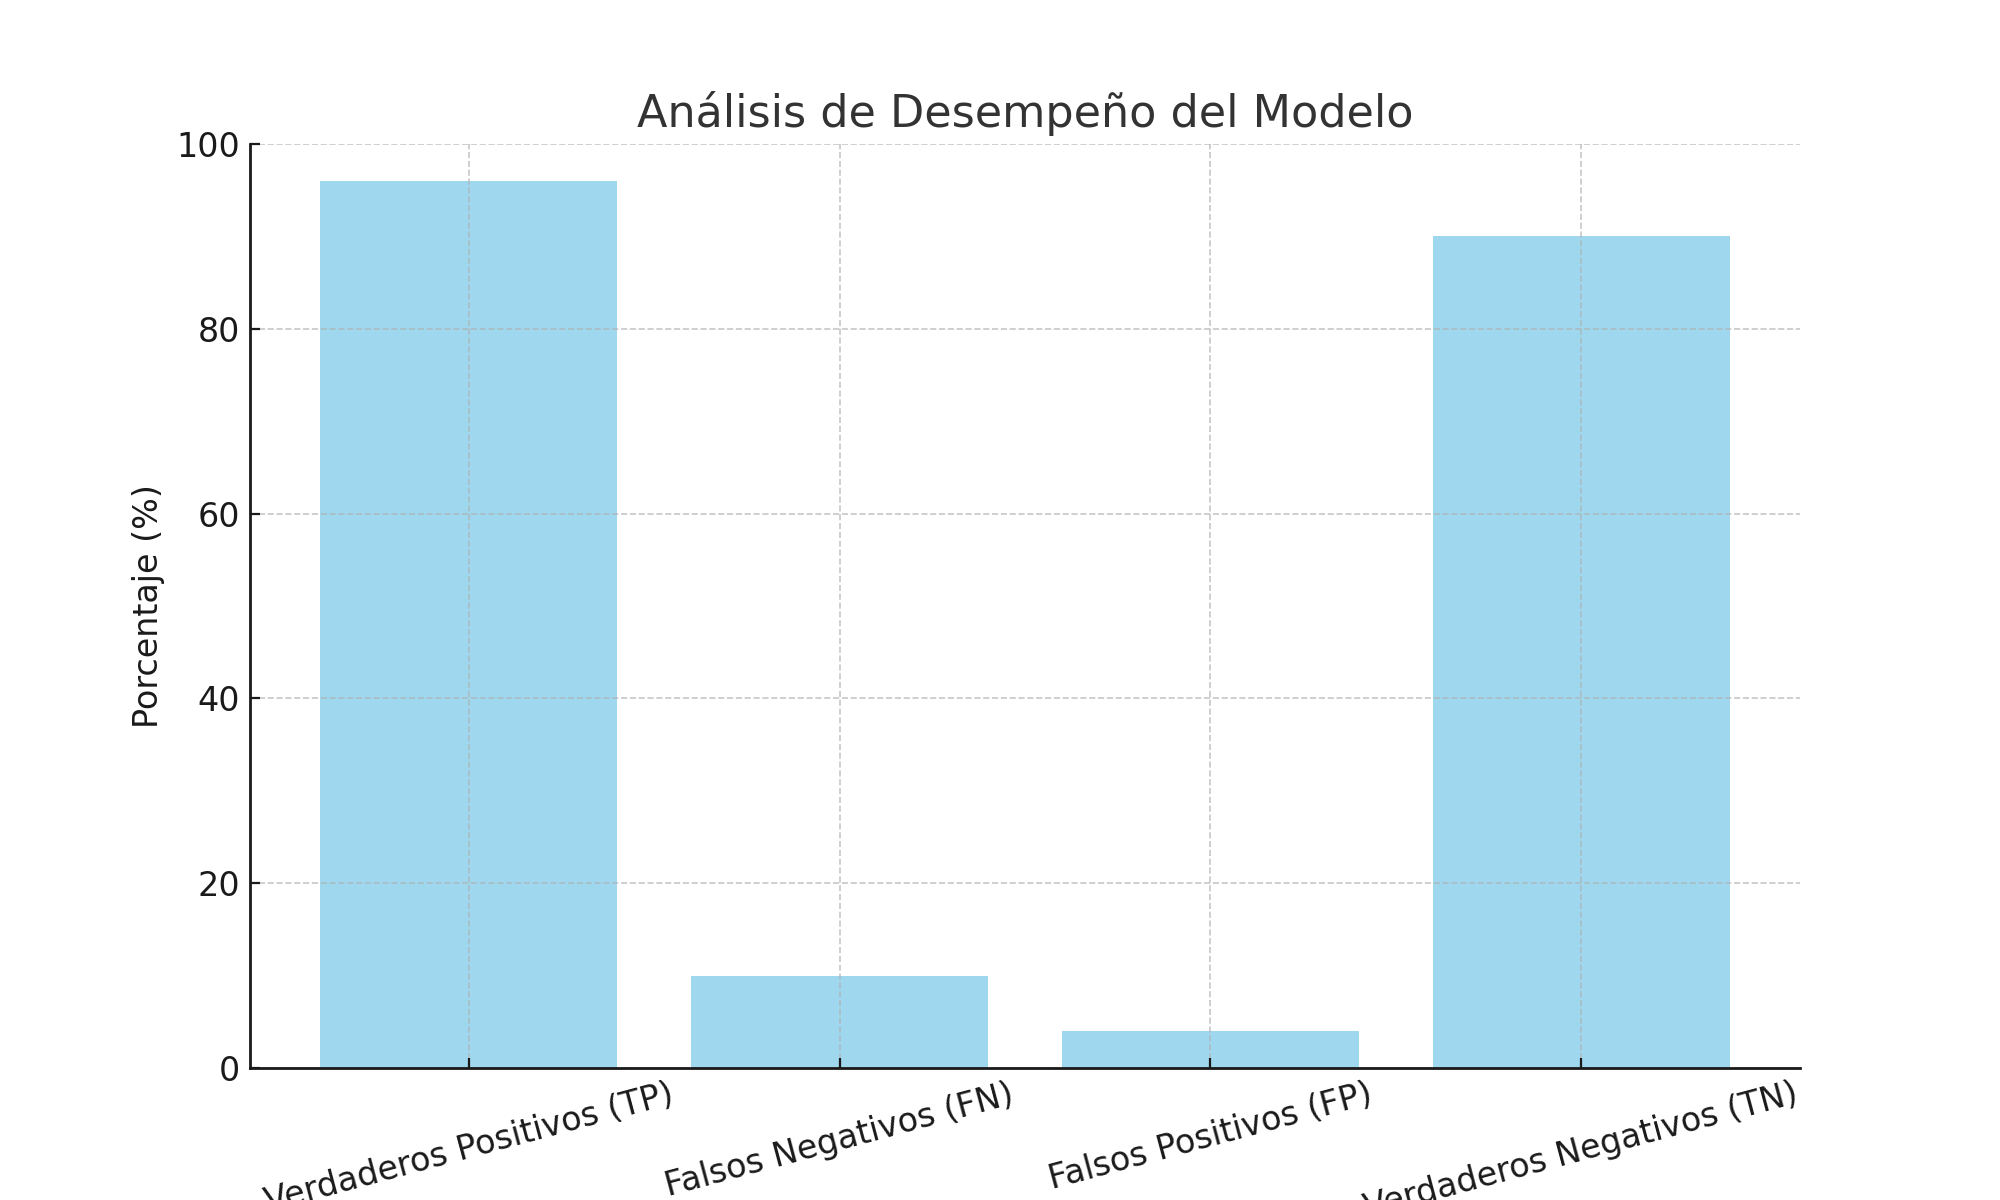 Análisis de Desempeño del Modelo
Porcentaje (%)
100
80
60
40
20
0
Verdaderos Positivos (TP)
Falsos Negativos (FN)
Falsos Positivos (FP)
Verdaderos Negativos (TN)